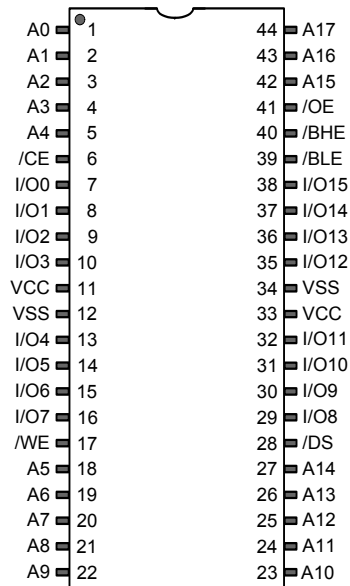 A0 1 44 A17
A1 2 43 A16
A2 3 42 A15
A3 4 41 /OE
A4 5 40 /BHE
/CE 6 39 /BLE
I/O0 7 38 I/O15
I/O1 8 37 I/O14
I/O2 9 36 I/O13
I/O3 10 35 I/O12
VCC 11 34 VSS
VSS 12 33 VCC
I/O4 13 32 I/O11
I/O5 14 31 I/O10
I/O6 15 30 I/O9
I/O7 16 29 I/O8
/WE 17 28 /DS
A5 18 27 A14
A6 19 26 A13
A7 20 25 A12
A8 21 24 A11
A9 22 23 A10